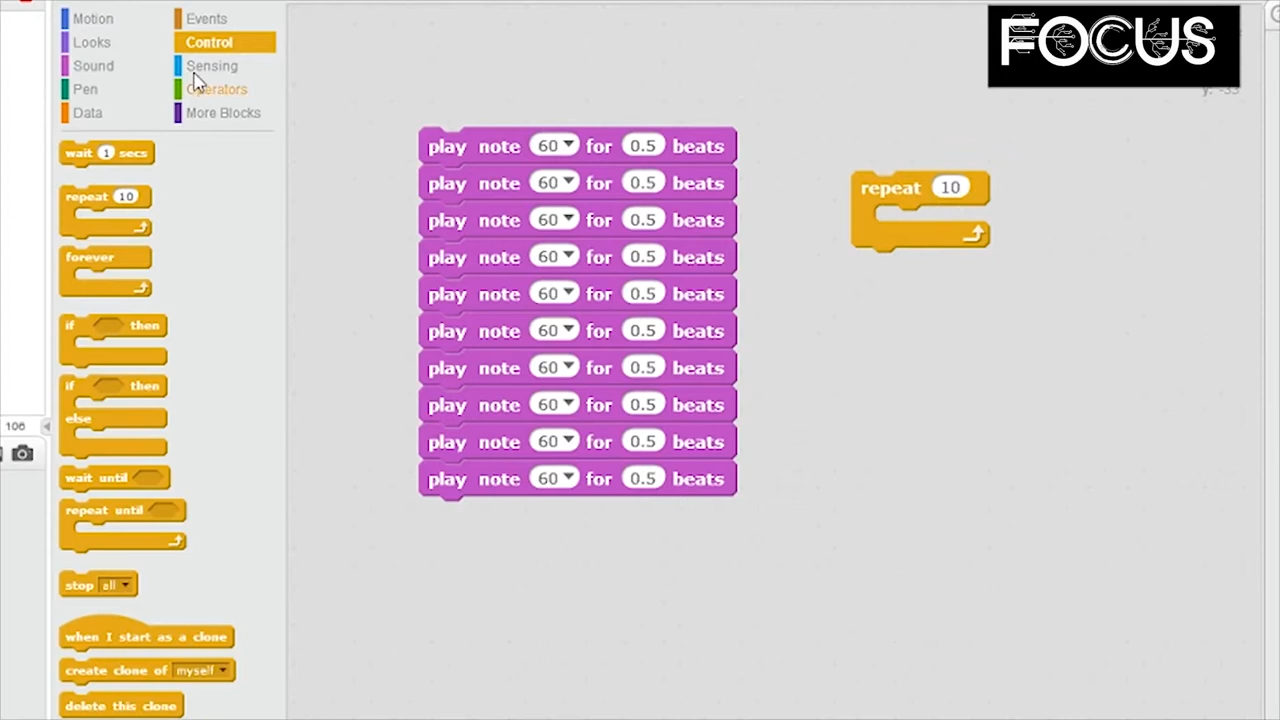 Motion
Events
Looks
Control
Sound
Sensing
Pen
Operators
Data
More Blocks
wait 1 secs
repeat 10
forever
if then
if then
else
wait until
repeat until
stop all
when I start as a clone
create clone of myself
delete this clone
106
play note 60 for 0.5 beats
play note 60 for 0.5 beats
play note 60 for 0.5 beats
play note 60 for 0.5 beats
play note 60 for 0.5 beats
play note 60 for 0.5 beats
play note 60 for 0.5 beats
play note 60 for 0.5 beats
play note 60 for 0.5 beats
play note 60 for 0.5 beats
repeat 10
FOCUS